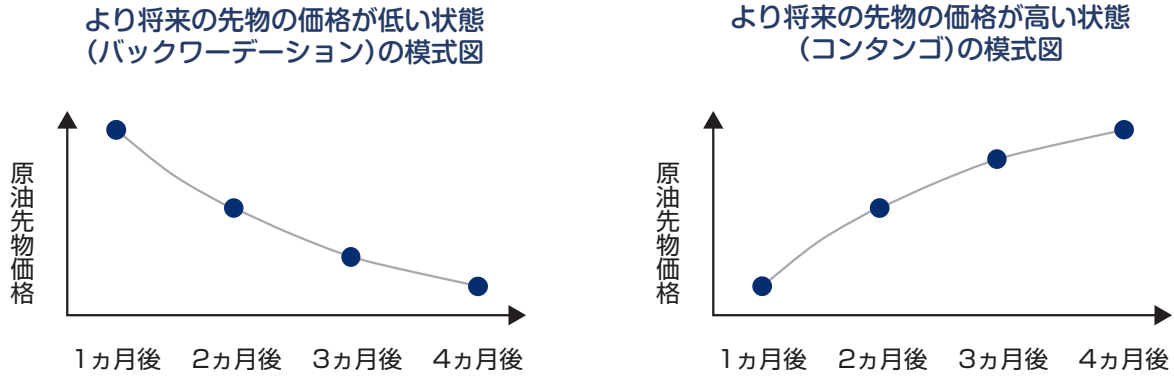 より将来の先物の価格が低い状態
（バックワーデーション）の模式図
原油先物価格
1ヵ月後 2ヵ月後 3ヵ月後 4ヵ月後
より将来の先物の価格が高い状態
（コンタンゴ）の模式図
原油先物価格
1ヵ月後 2ヵ月後 3ヵ月後 4ヵ月後